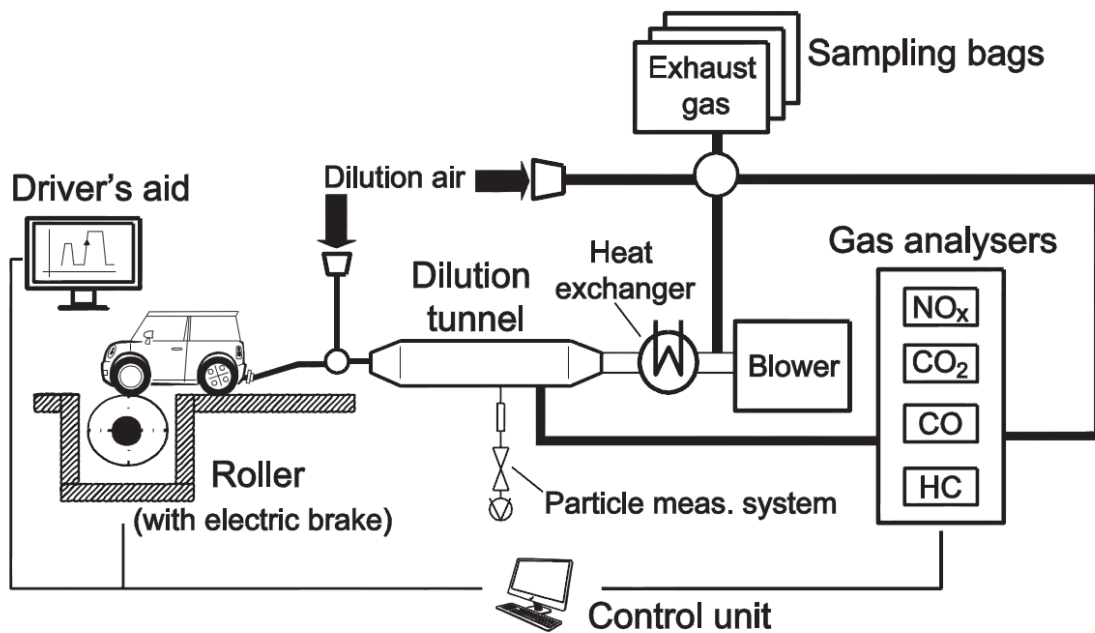 Exhaust
gas
Sampling bags
Dilution air
Driver's aid
Gas analysers
Heat
exchanger
Dilution
tunnel
NOₓ
Blower
CO₂
CO
HC
Roller
(with electric brake)
Particle meas. system
Control unit